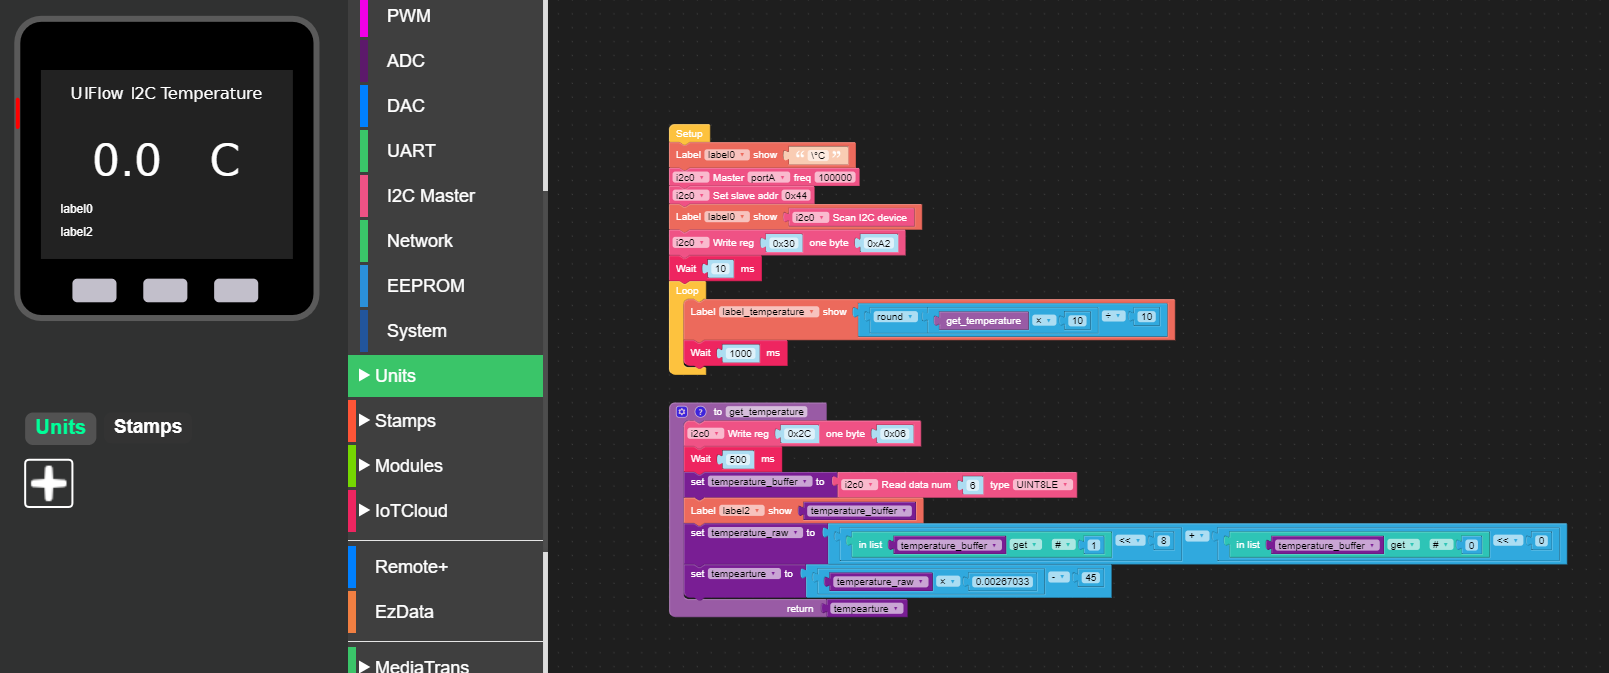 UIFlow I2C Temperature
0.0 C
label0
label2
Units Stamps
PWM
ADC
DAC
UART
I2C Master
Network
EEPROM
System
Units
Stamps
Modules
IoTCloud
Remote+
EzData
MediaTrans
Setup
Label label0 show “ \°C ”
i2c0 Master portA freq 100000
i2c0 Set slave addr 0x44
Label label0 show i2c0 Scan I2C device
i2c0 Write reg 0x30 one byte 0xA2
Wait 10 ms
Loop
Label label_temperature show round get_temperature × 10 ÷ 10
Wait 1000 ms
? to get_temperature
i2c0 Write reg 0x2C one byte 0x06
Wait 500 ms
set temperature_buffer to i2c0 Read data num 6 type UINT8LE
Label label2 show temperature_buffer
set temperature_raw to in list temperature_buffer get # 1 << 8 + in list temperature_buffer get # 0 << 0
set tempearture to temperature_raw × 0.00267033 - 45
return tempearture